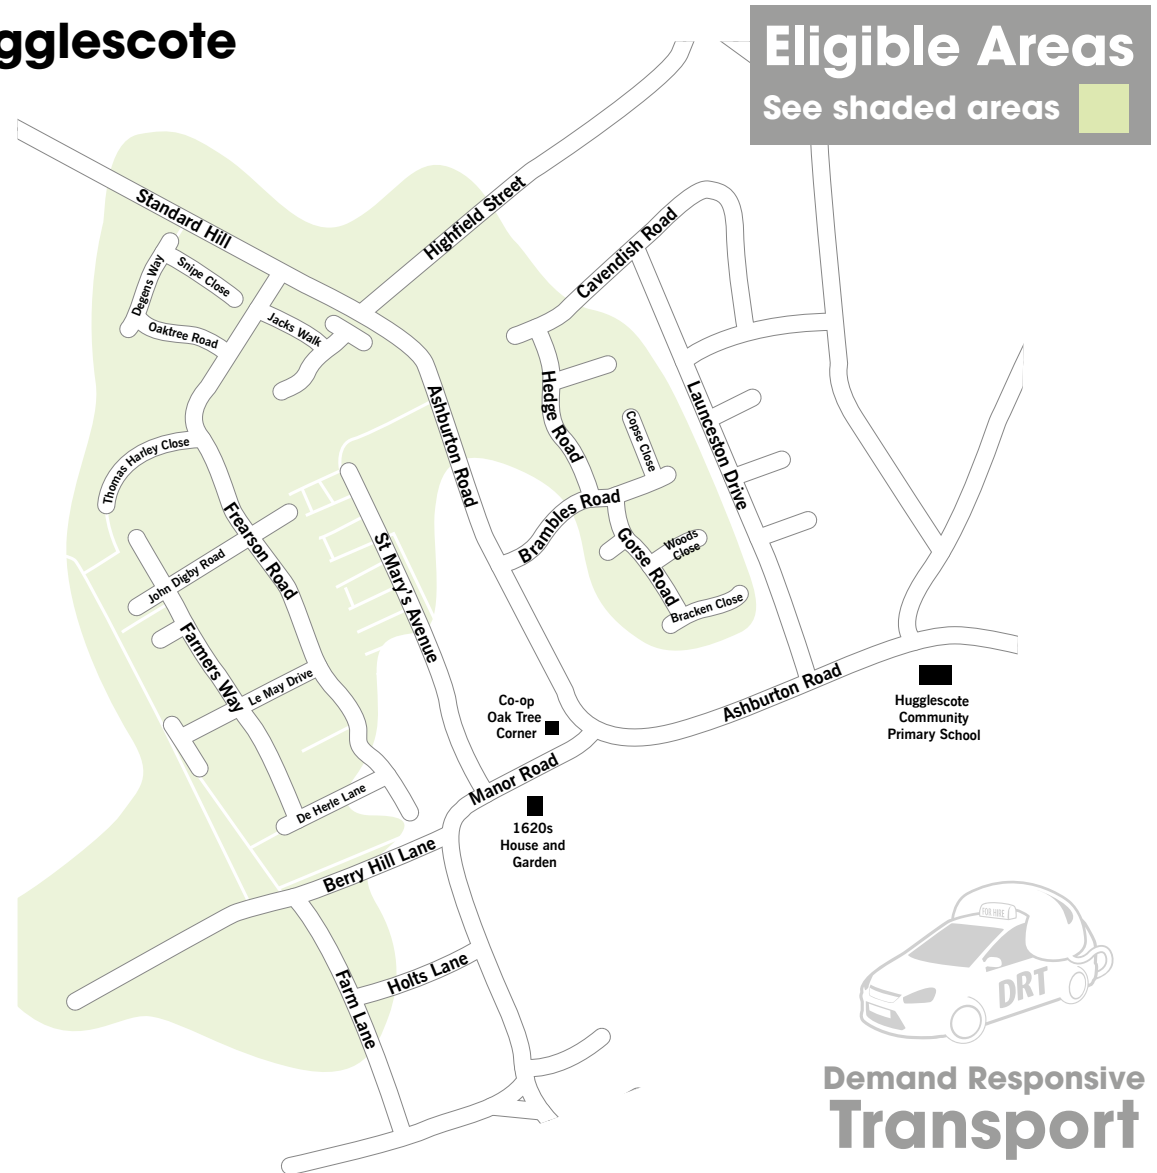 gglescote
Eligible Areas
See shaded areas
Standard Hill
Highfield Street
Cavendish Road
Degens Way
Snipe Close
Oaktree Road
Jacks Walk
Hedge Road
Ashburton Road
Launceston Drive
Copse Close
Thomas Harley Close
Brambles Road
Frearson Road
St Mary's Avenue
Gorse Road
Woods
Close
John Digby Road
Bracken Close
Farmers Way
Le May Drive
Ashburton Road
Co-op
Oak Tree
Corner
Hugglescote
Community
Primary School
Manor Road
De Herle Lane
1620s
House and
Garden
Berry Hill Lane
Holts Lane
Farm Lane
FOR HIRE
DRT
Demand Responsive
Transport